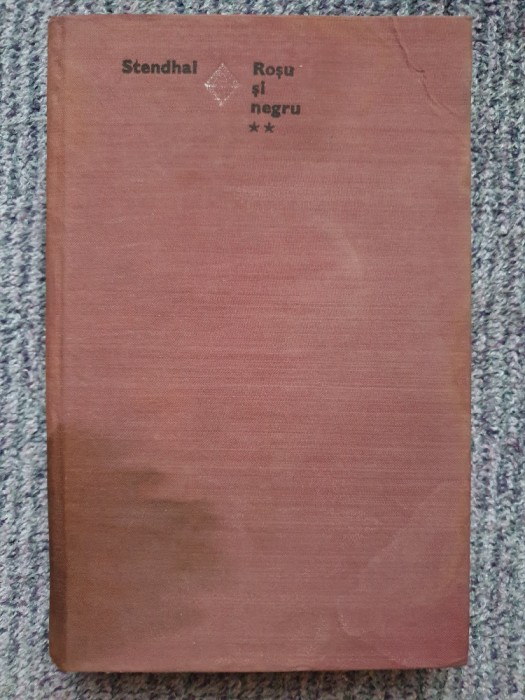 Stendhal
Roșu
și
negru
**